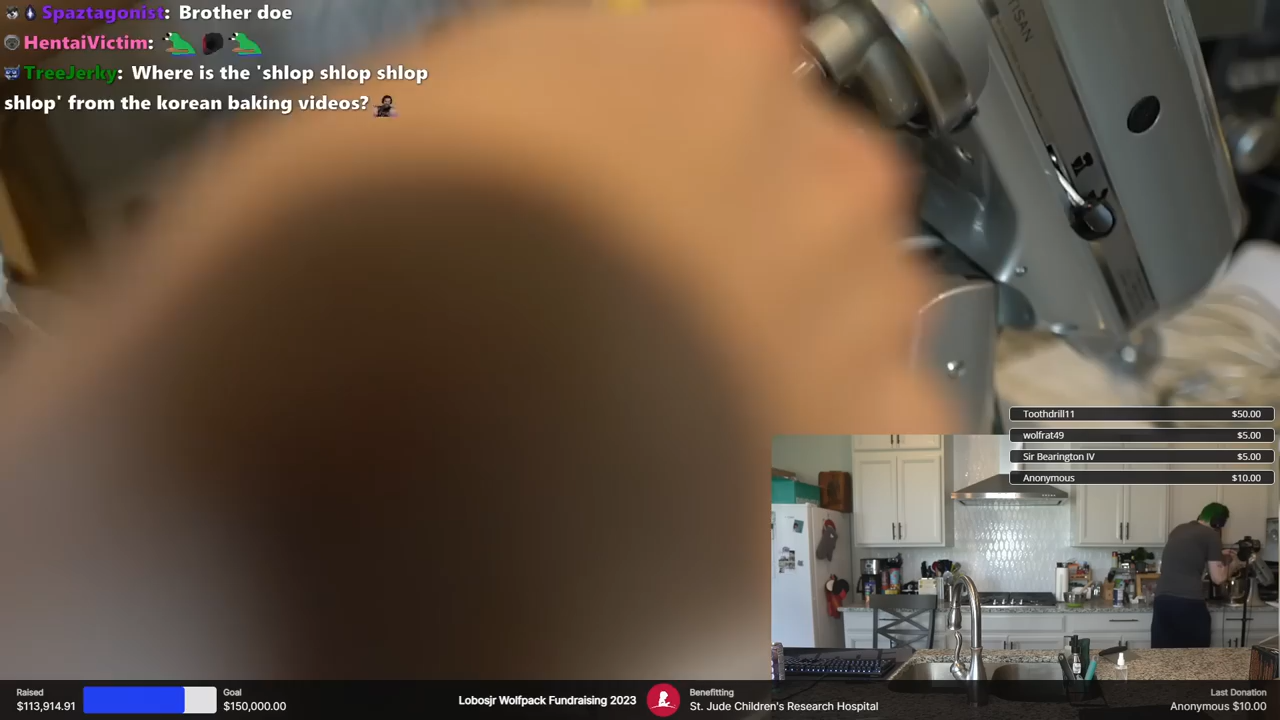 Spaztagonist: Brother doe
HentaiVictim:
TreeJerky: Where is the 'shlop shlop shlop
shlop' from the korean baking videos?
TISAN
Toothdrill11 $50.00
wolfrat49 $5.00
Sir Bearington IV $5.00
Anonymous $10.00
Raised
$113,914.91
Goal
$150,000.00
Lobosjr Wolfpack Fundraising 2023
Benefitting
St. Jude Children's Research Hospital
Last Donation
Anonymous $10.00